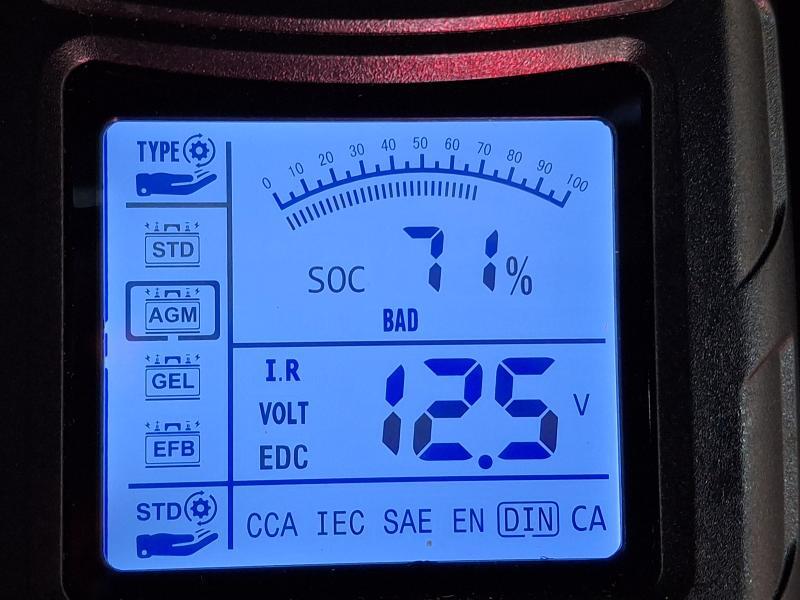 TYPE
STD
AGM
GEL
EFB
STD
0 10 20 30 40 50 60 70 80 90 100
SOC 71%
BAD
I.R
VOLT
EDC
12.5 V
CCA IEC SAE EN DIN CA